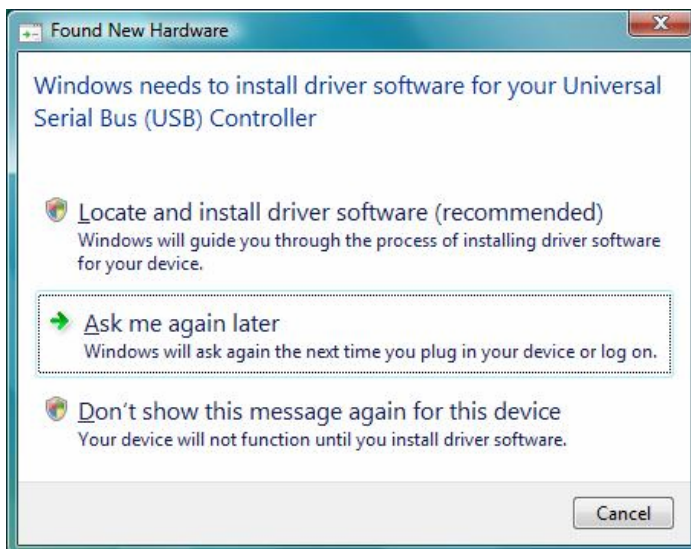 Found New Hardware
Windows needs to install driver software for your Universal
Serial Bus (USB) Controller
Locate and install driver software (recommended)
Windows will guide you through the process of installing driver software
for your device.
Ask me again later
Windows will ask again the next time you plug in your device or log on.
Don't show this message again for this device
Your device will not function until you install driver software.
Cancel